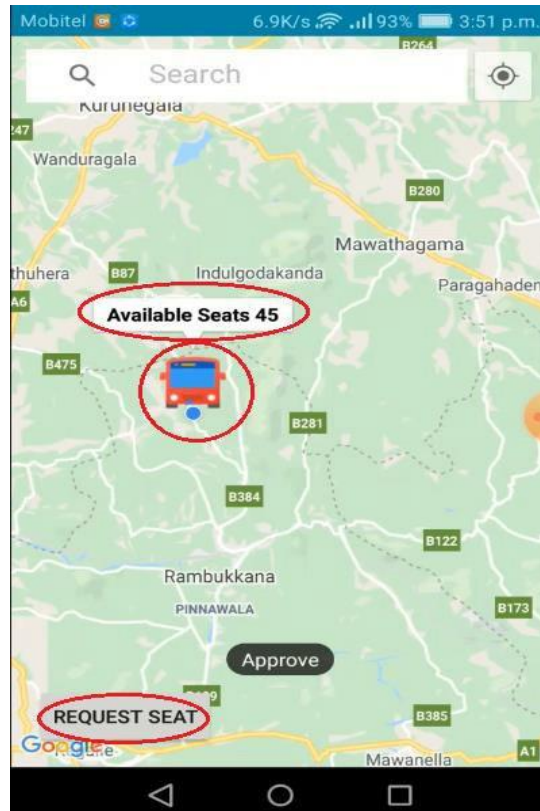 Mobitel 6.9K/s 93% 3:51 p.m.
B264
Search
Kurunegala
Wanduragala
B280
Mawathagama
thuhera B87 Indulgodakanda
Paragahaden
A6
Available Seats 45
B475
B281
B384
B122
Rambukkana
PINNAWALA
B173
Approve
REQUEST SEAT
B385
Google
Mawanella
A1